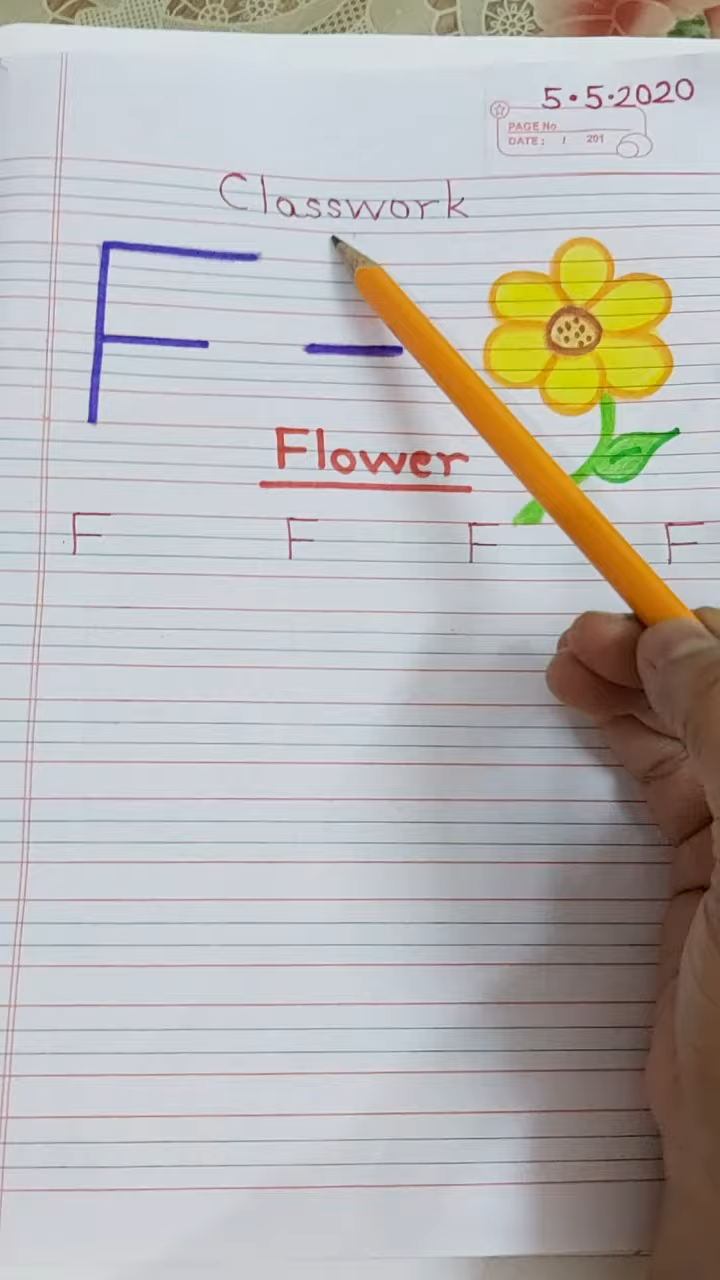 5.5.2020
PAGE No
DATE: / 201
Classwork
F —
Flower
F F F F